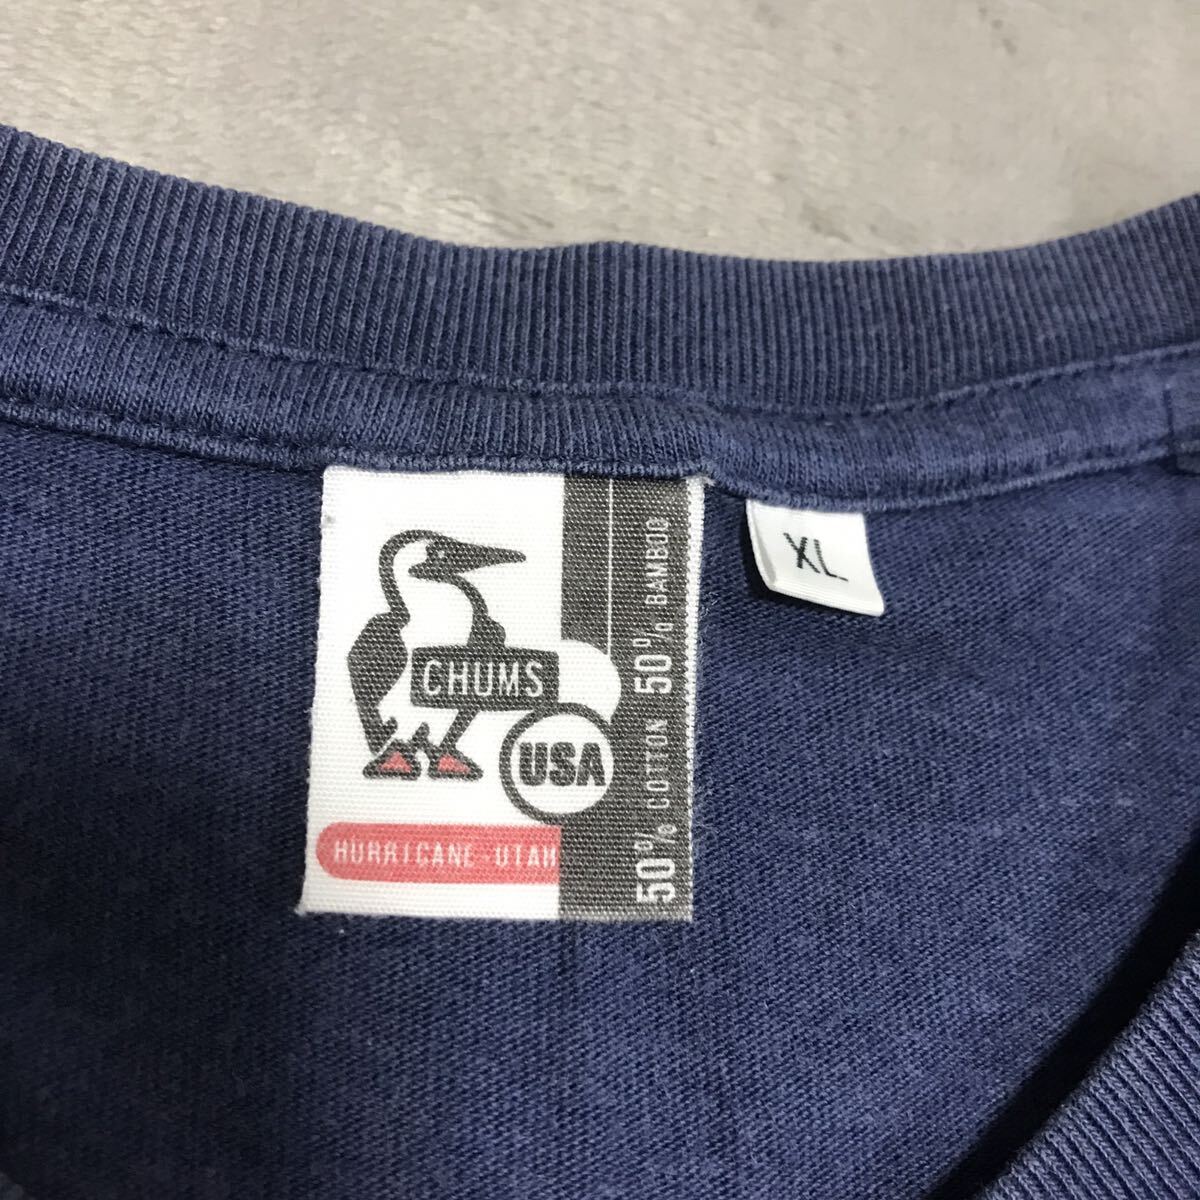 CHUMS
USA
HURRICANE-UTAH
50% COTTON 50% BAMBOO
XL